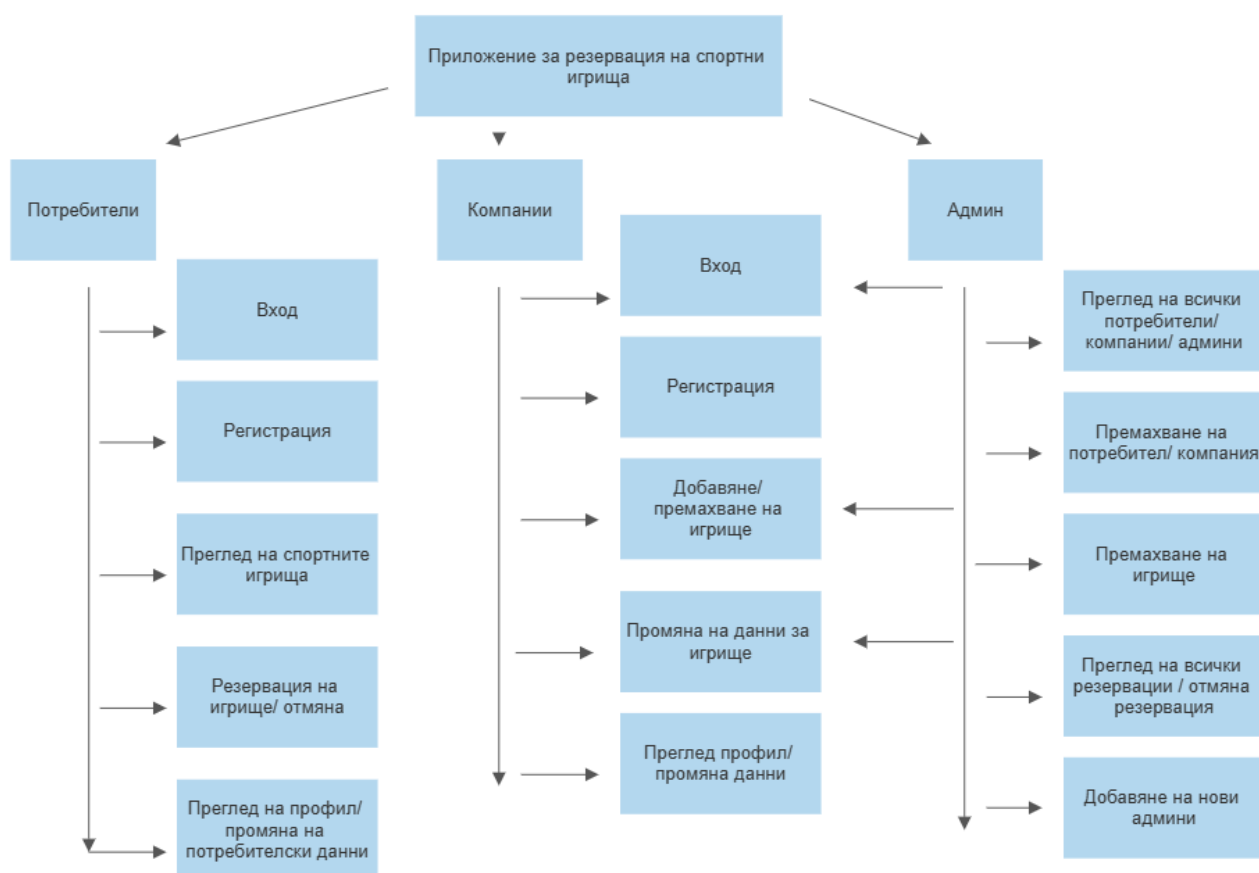 Приложение за резервация на спортни
игрища
Потребители
Компании
Админ
Вход
Регистрация
Преглед на спортните
игрища
Резервация на
игрище/ отмяна
Преглед на профил/
промяна на
потребителски данни
Вход
Регистрация
Добавяне/
премахване на
игрище
Промяна на данни за
игрище
Преглед профил/
промяна данни
Преглед на всички
потребители/
компании/ админи
Премахване на
потребител/ компания
Премахване на
игрище
Преглед на всички
резервации / отмяна
резервация
Добавяне на нови
админи